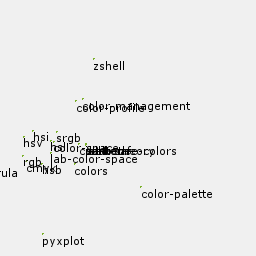 zshell
color-profile
color-management
hsi
srgb
hsv
hsl
colors
lab-color-space
rgb
cmyk
hsb
colors
color-palette
pyxplot